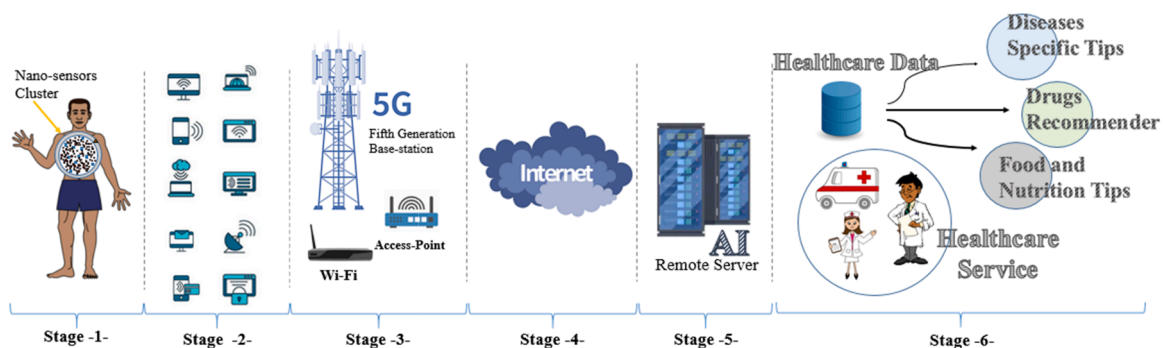 Nano-sensors
Cluster
5G
Fifth Generation
Base-station
Access-Point
Wi-Fi
Internet
AI
Remote Server
Healthcare Data
Diseases
Specific Tips
Drugs
Recommender
Food and
Nutrition Tips
Healthcare
Service
Stage -1-
Stage -2-
Stage -3-
Stage -4-
Stage -5-
Stage -6-